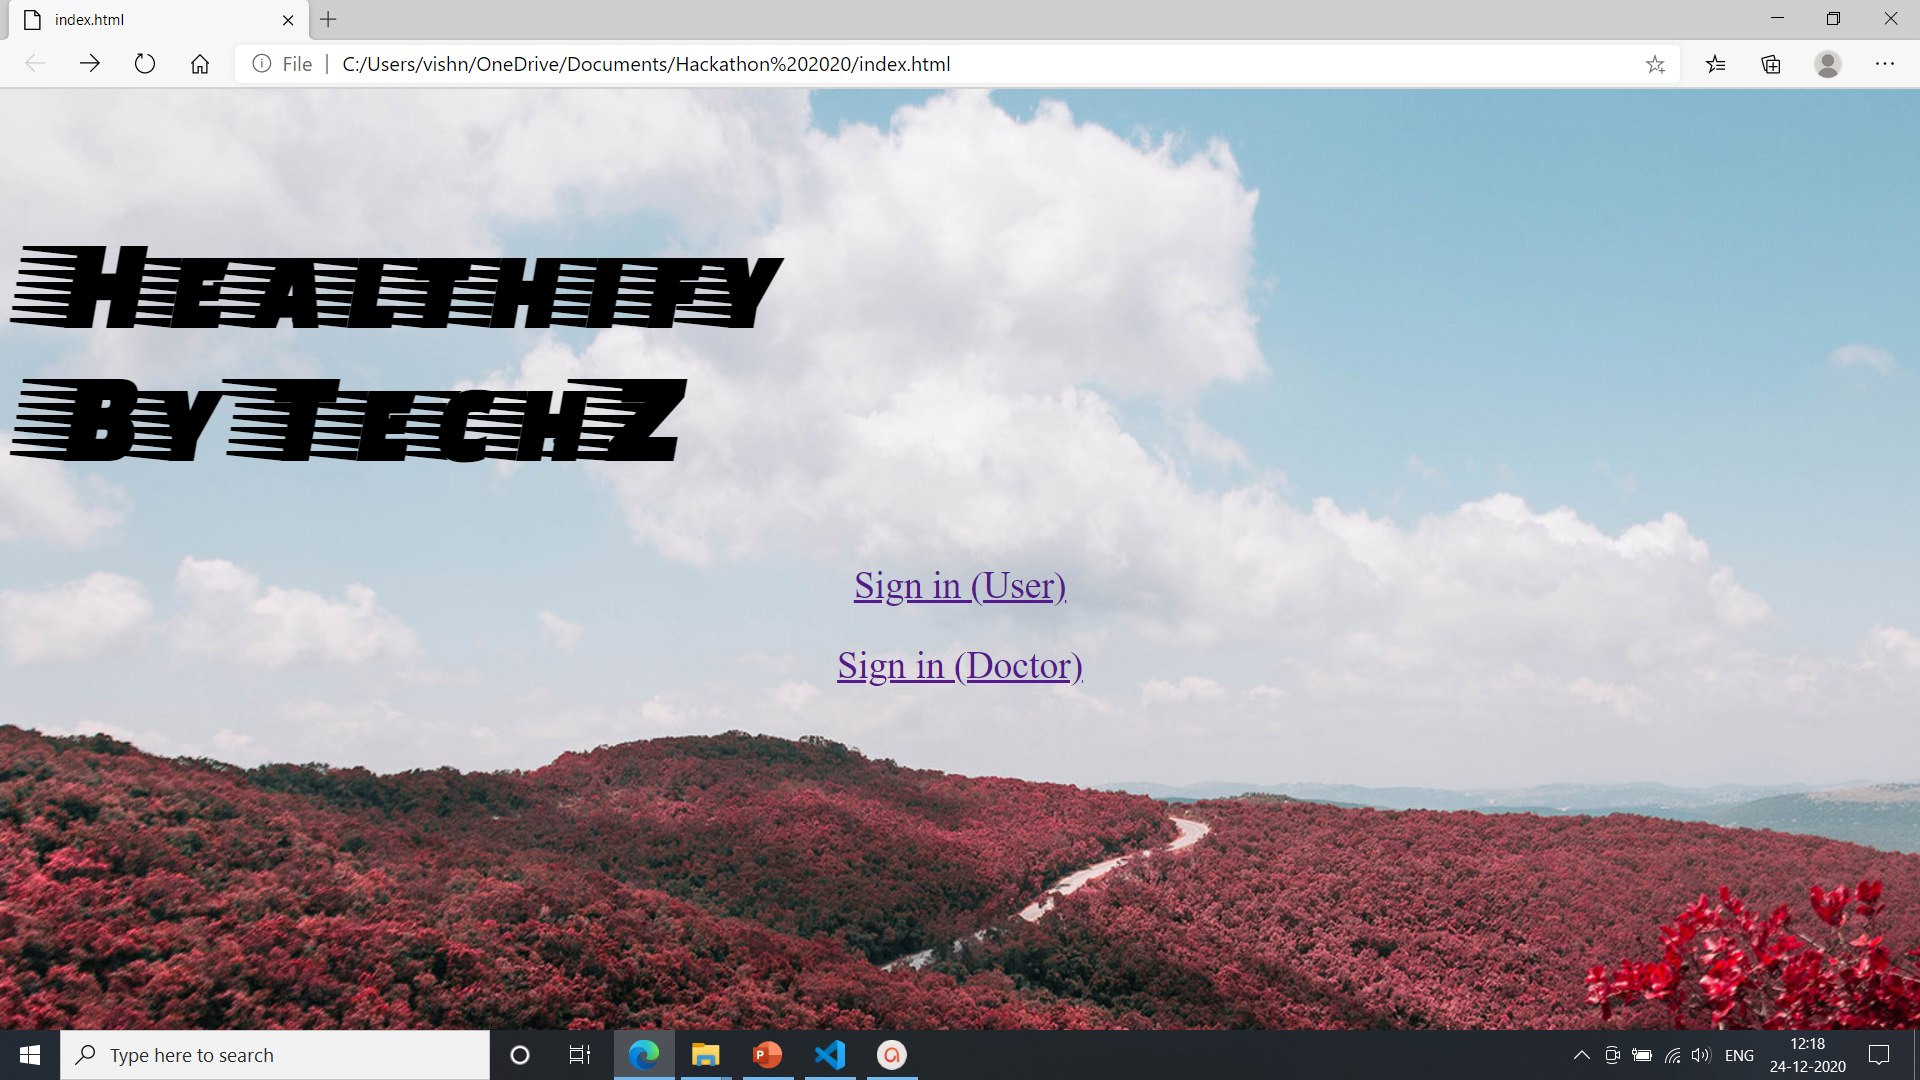 index.html
File
C:/Users/vishn/OneDrive/Documents/Hackathon%202020/index.html
Healthify
By TechZ
Sign in (User)
Sign in (Doctor)
Type here to search
P
ENG
12:18
24-12-2020